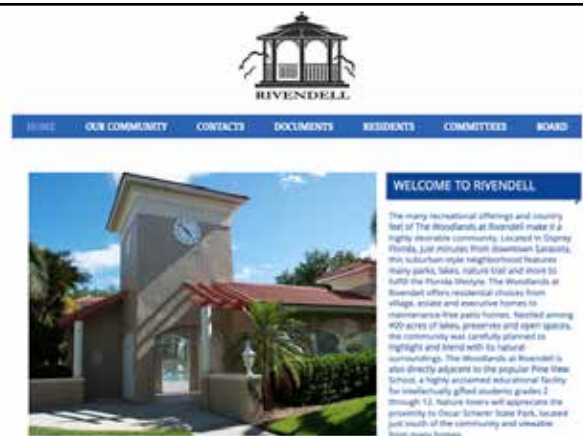 RIVENDELL
HOME OUR COMMUNITY CONTACTS DOCUMENTS RESIDENTS COMMITTEES BOARD
WELCOME TO RIVENDELL
The many recreational offerings and country
feel of The Woodlands at Rivendell make it a
highly desirable community. Located in Osprey
Florida, just minutes from downtown Sarasota,
this suburban-style neighborhood features
many parks, lakes, nature trail and more to
fulfill the Florida lifestyle. The Woodlands at
Rivendell offers residential choices from
village, estate and executive homes to
maintenance-free patio homes. Nestled among
400 acres of lakes, preserves and open spaces,
the community was carefully planned to
highlight and blend with its natural
surroundings. The Woodlands at Rivendell is
also directly adjacent to the popular Pine View
School, a highly acclaimed educational facility
for intellectually gifted students grades 2
through 12. Nature lovers will appreciate the
proximity to Oscar Scherer State Park, located
just south of the community and viewable
from many homes.